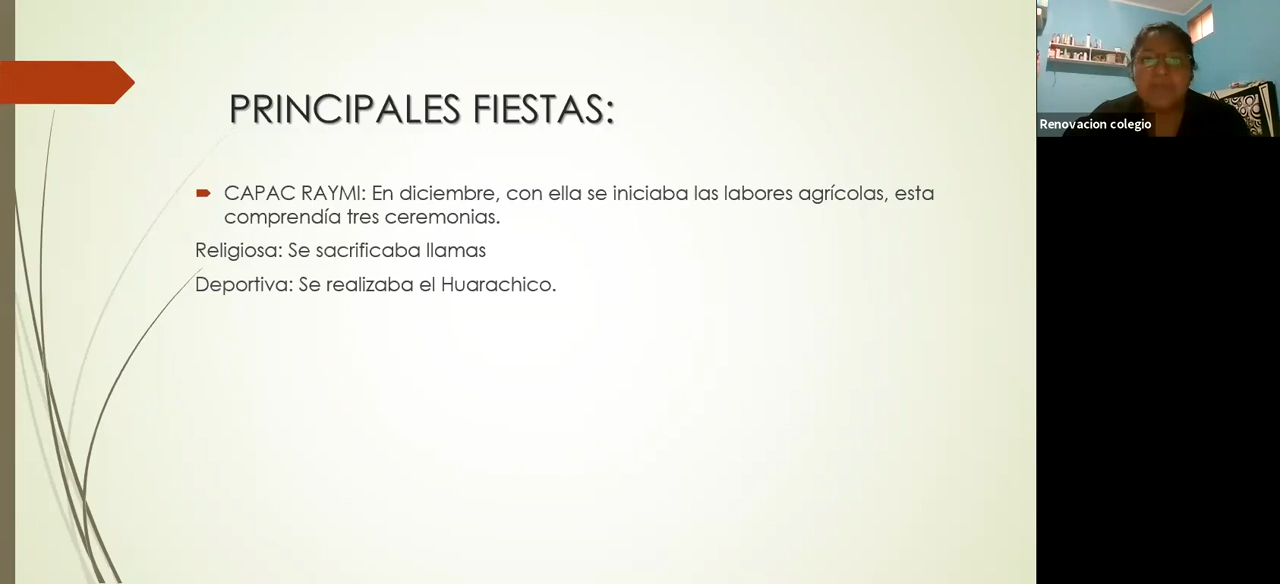 PRINCIPALES FIESTAS:
CAPAC RAYMI: En diciembre, con ella se iniciaba las labores agrícolas, esta
comprendía tres ceremonias.
Religiosa: Se sacrificaba llamas
Deportiva: Se realizaba el Huarachico.
Renovacion colegio